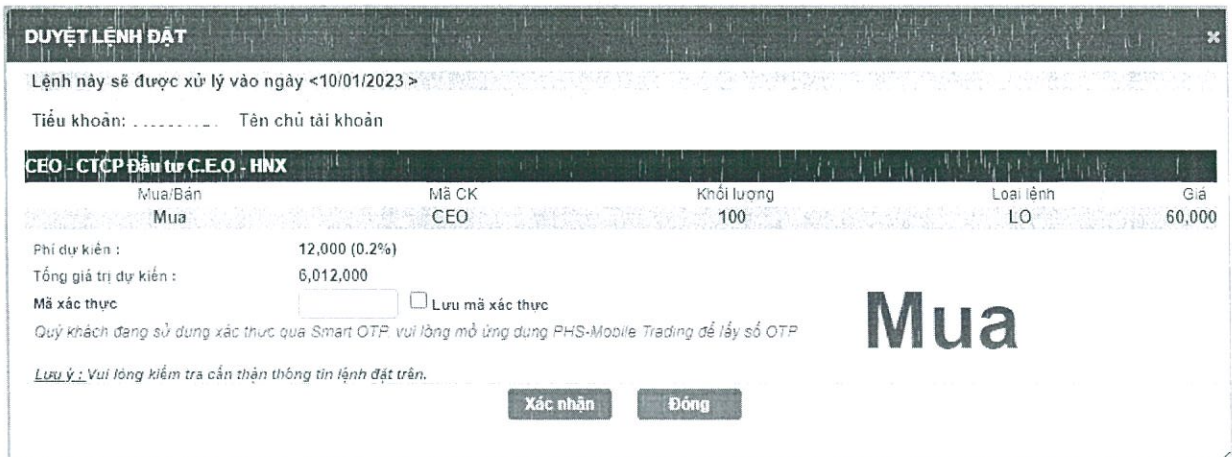 DUYỆT LỆNH ĐẶT
Lệnh này sẽ được xử lý vào ngày <10/01/2023 >
Tiểu khoản: Tên chủ tài khoản
CEO - CTCP Đầu tư C.E.O - HNX
Mua/Bán Mã CK Khối lượng Loại lệnh Giá
Mua CEO 100 LO 60,000
Phí dự kiến : 12,000 (0.2%)
Tổng giá trị dự kiến : 6,012,000
Mã xác thực Lưu mã xác thực
Quý khách đang sử dụng xác thực qua Smart OTP, vui lòng mở ứng dụng PHS-Mobile Trading để lấy số OTP
Mua
Lưu ý : Vui lòng kiểm tra cẩn thận thông tin lệnh đặt trên.
Xác nhận Đóng